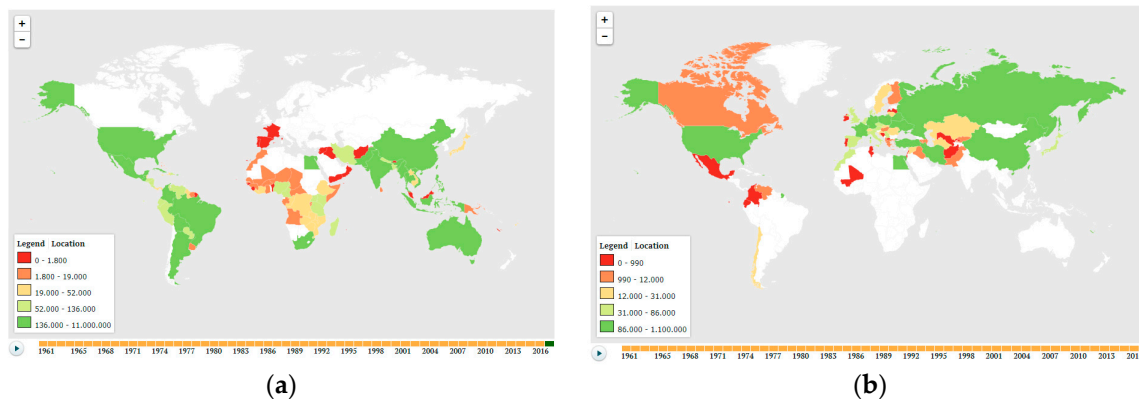 +
−
Legend Location
0 - 1.800
1.800 - 19.000
19.000 - 52.000
52.000 - 136.000
136.000 - 11.000.000
1961 1965 1968 1971 1974 1977 1980 1983 1986 1989 1992 1995 1998 2001 2004 2007 2010 2013 2016
(a)
+
−
Legend Location
0 - 990
990 - 12.000
12.000 - 31.000
31.000 - 86.000
86.000 - 1.100.000
1961 1965 1968 1971 1974 1977 1980 1983 1986 1989 1992 1995 1998 2001 2004 2007 2010 2013
(b)